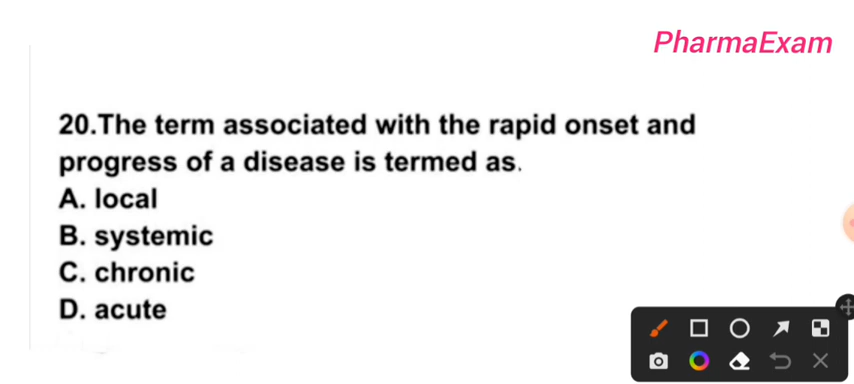 PharmaExam
20.The term associated with the rapid onset and
progress of a disease is termed as.
A. local
B. systemic
C. chronic
D. acute